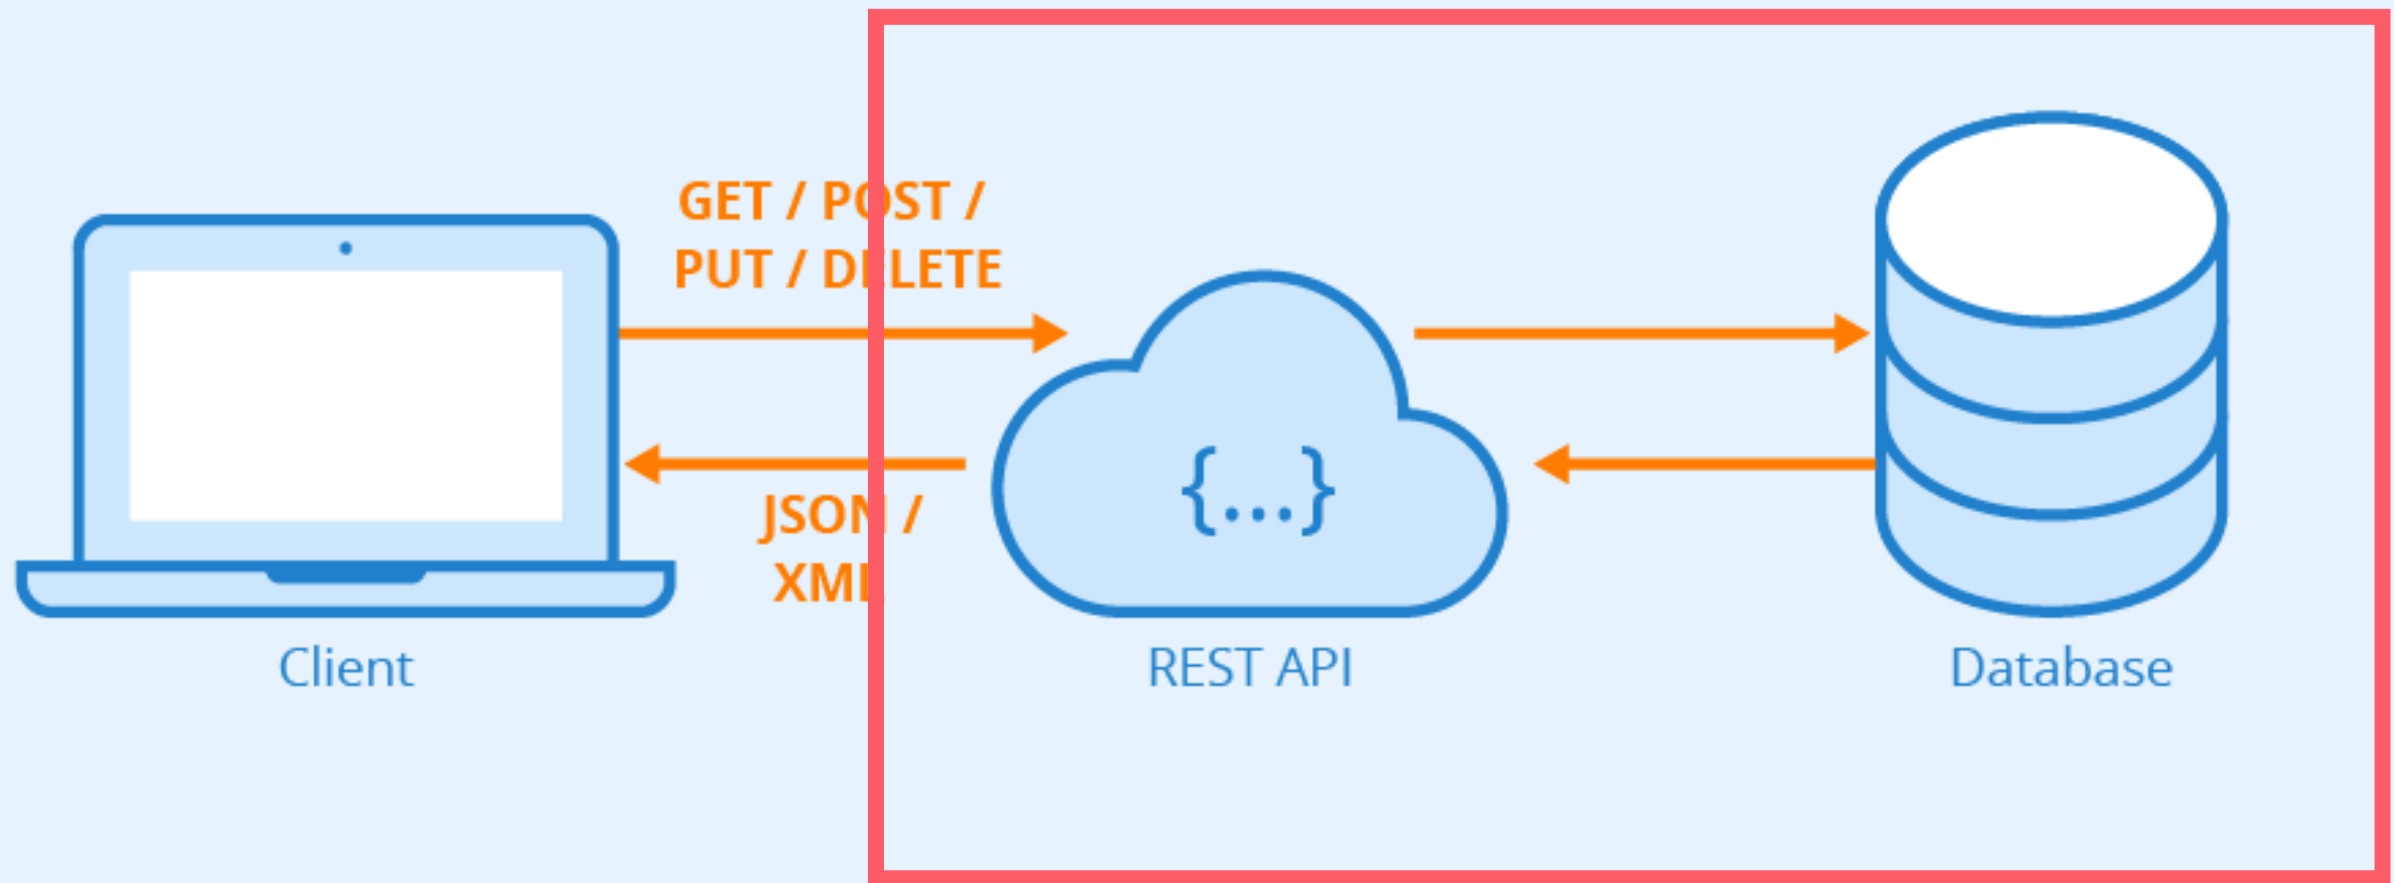 GET / POST /
PUT / DELETE
JSON /
XML
{...}
Client
REST API
Database